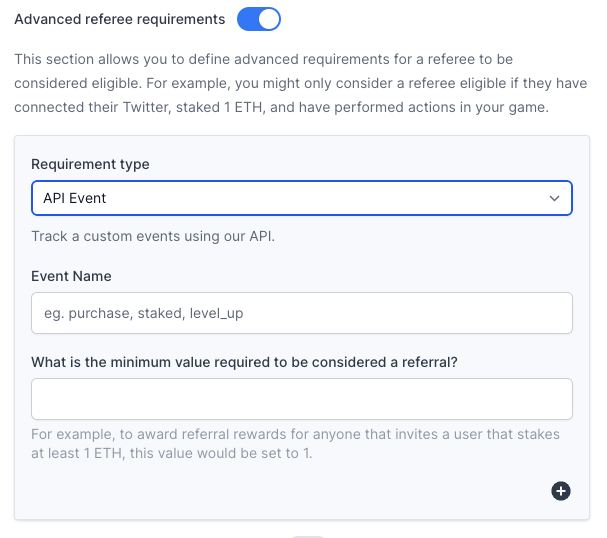 Advanced referee requirements
This section allows you to define advanced requirements for a referee to be
considered eligible. For example, you might only consider a referee eligible if they have
connected their Twitter, staked 1 ETH, and have performed actions in your game.
Requirement type
API Event
Track a custom events using our API.
Event Name
eg. purchase, staked, level_up
What is the minimum value required to be considered a referral?
For example, to award referral rewards for anyone that invites a user that stakes
at least 1 ETH, this value would be set to 1.